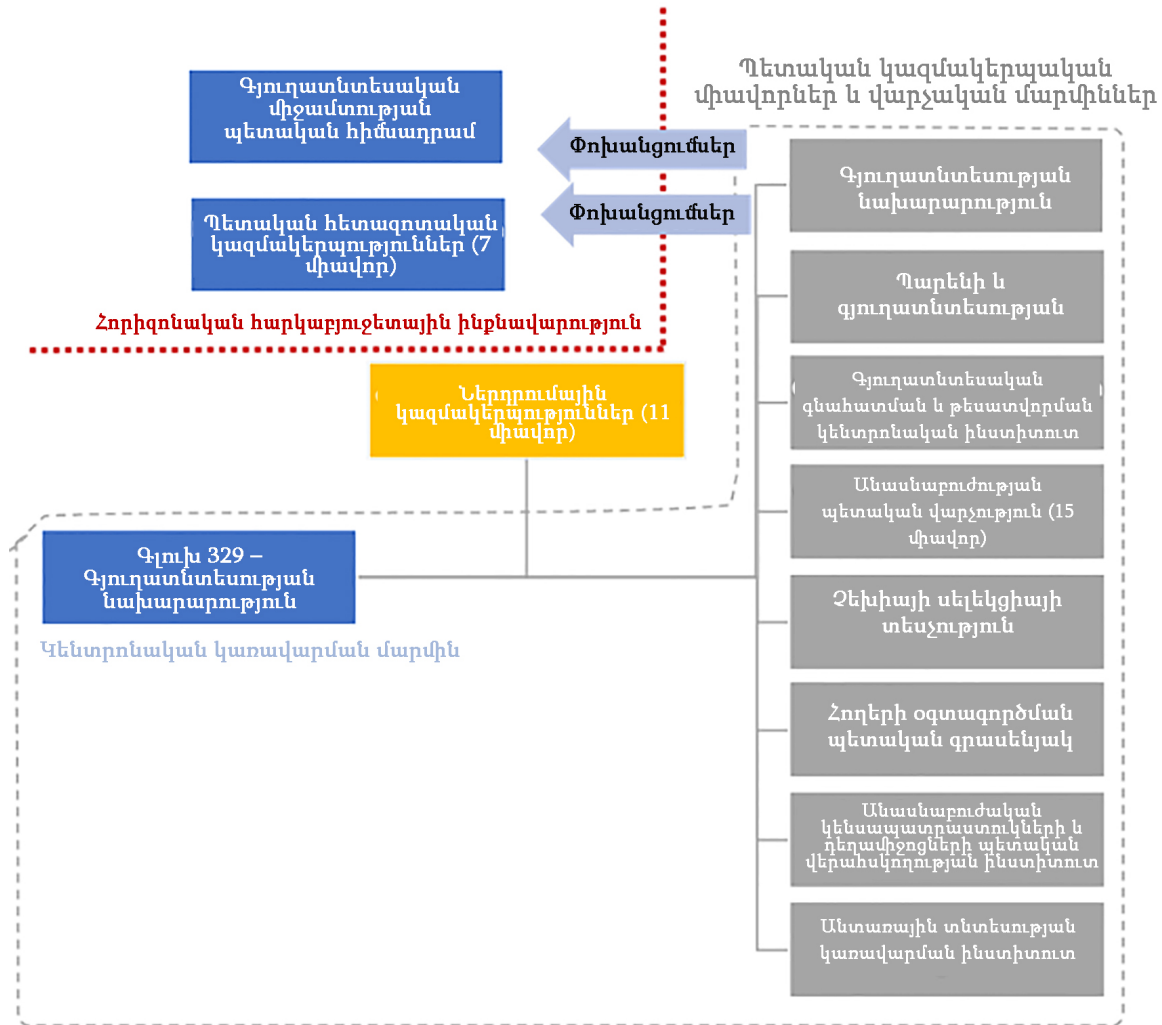 Գյուղատնտեսական
միջամտության
պետական հիմնադրամ
Պետական կազմակերպական
միավորներ և վարչական մարմիններ
Փոխանցումներ
Փոխանցումներ
Գյուղատնտեսության
նախարարություն
Պետական հետազոտական
կազմակերպություններ (7
միավոր)
Պարենի և
գյուղատնտեսության
Հորիզոնական հարկաբյուջետային ինքնավարություն
Ներդրումային
կազմակերպություններ (11
միավոր)
Գյուղատնտեսական
գնահատման և թեսատվորման
կենտրոնական ինստիտուտ
Անասնաբուժության
պետական վարչություն (15
միավոր)
Գլուխ 329 –
Գյուղատնտեսության
նախարարություն
Կենտրոնական կառավարման մարմին
Չեխիայի սելեկցիայի
տեսչություն
Հողերի օգտագործման
պետական գրասենյակ
Անասնաբուժական
կենսապատրաստուկների և
դեղամիջոցների պետական
վերահսկողության ինստիտուտ
Անտառային տնտեսության
կառավարման ինստիտուտ